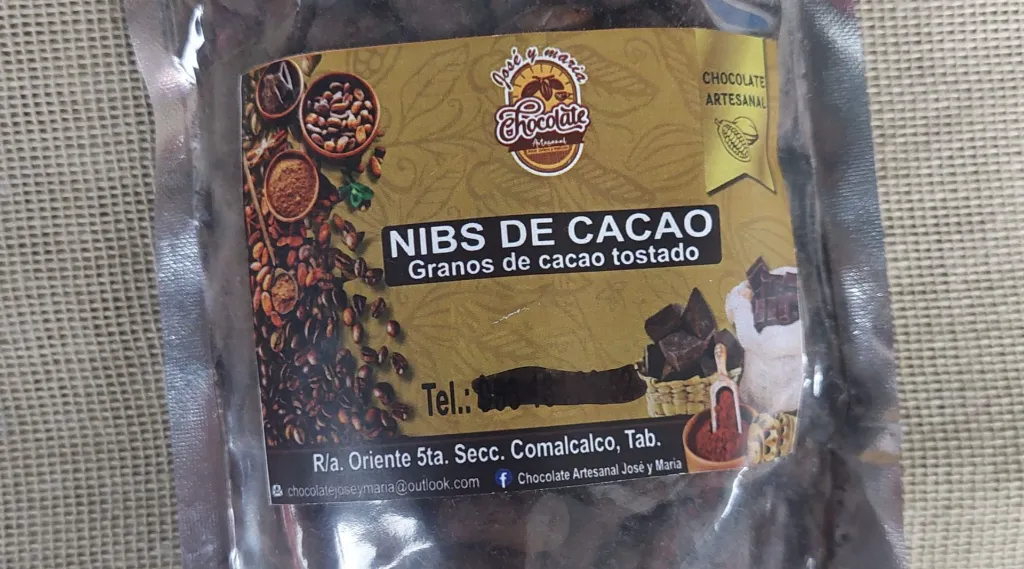 José y maría
Chocolate
Artesanal
CHOCOLATE
ARTESANAL
NIBS DE CACAO
Granos de cacao tostado
Tel.:
R/a. Oriente 5ta. Secc. Comalcalco, Tab.
chocolatejoseymaria@outlook.com
Chocolate Artesanal José y Maria